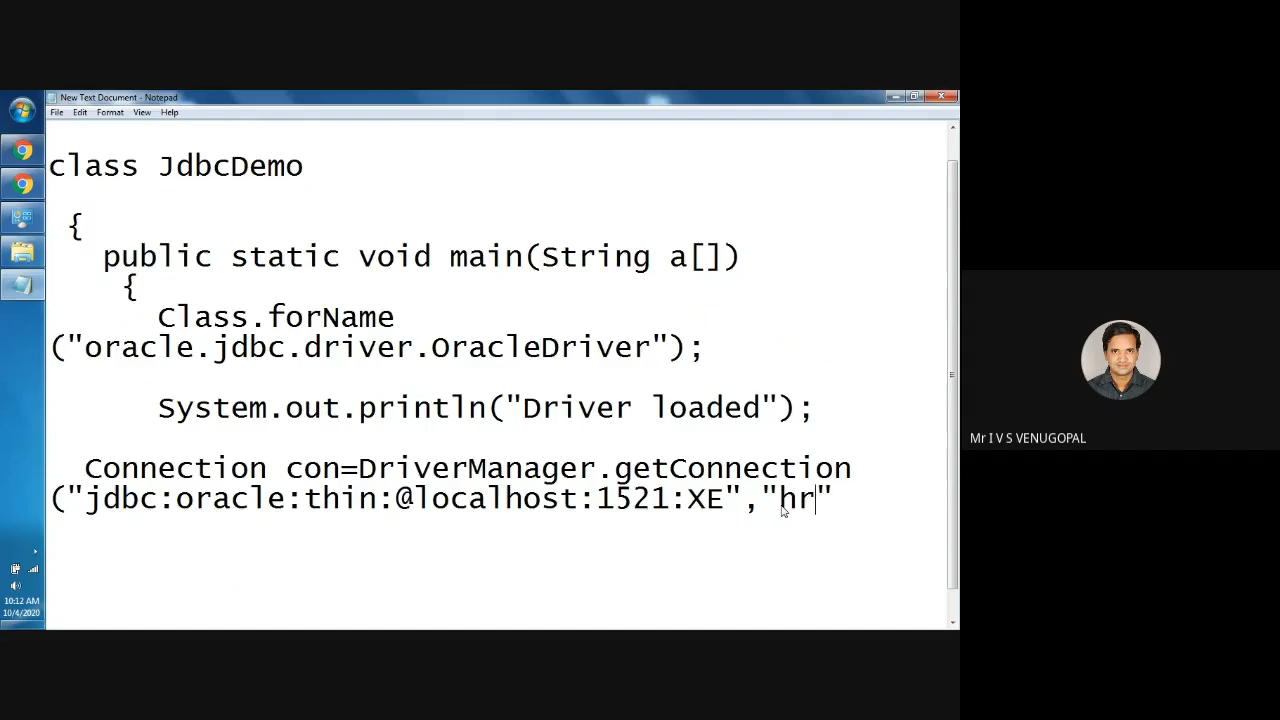 New Text Document - Notepad
File Edit Format View Help
class JdbcDemo
{
public static void main(String a[])
{
Class.forName
("oracle.jdbc.driver.OracleDriver");
System.out.println("Driver loaded");
Connection con=DriverManager.getConnection
("jdbc:oracle:thin:@localhost:1521:XE","hr"
Mr I V S VENUGOPAL
10:12 AM
10/4/2020